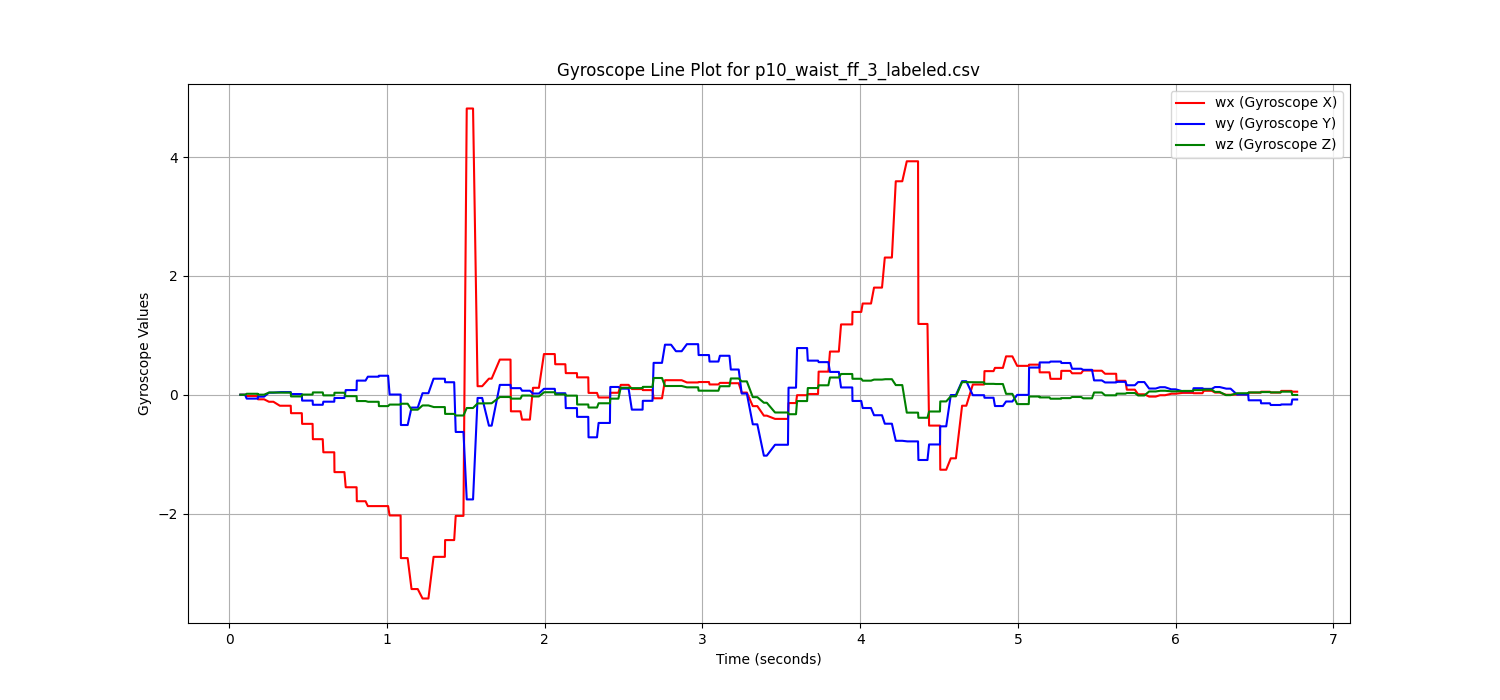 Gyroscope Line Plot for p10_waist_ff_3_labeled.csv
wx (Gyroscope X)
wy (Gyroscope Y)
wz (Gyroscope Z)
4
2
0
−2
Gyroscope Values
0 1 2 3 4 5 6 7
Time (seconds)